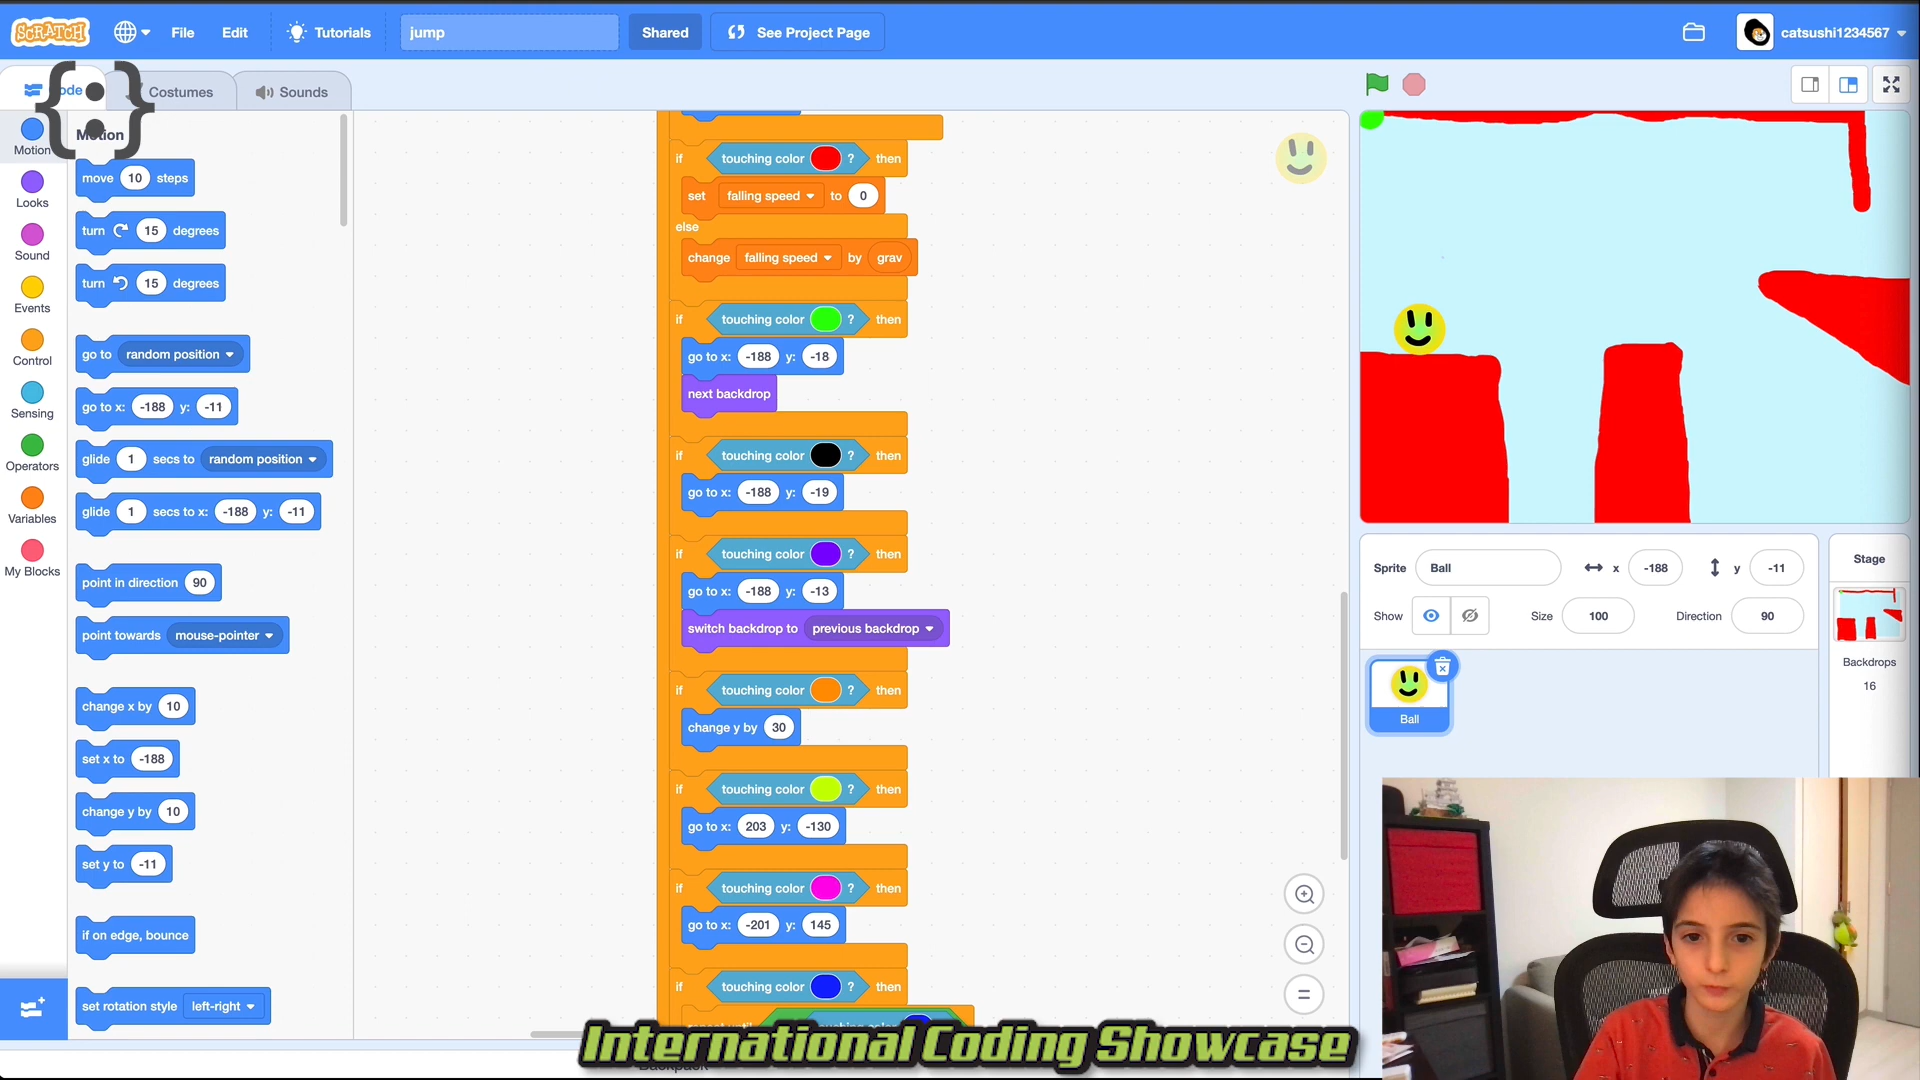 SCRATCH
File
Edit
Tutorials
jump
Shared
See Project Page
catsushi1234567
Code
Costumes
Sounds
Motion
Motion
Looks
Sound
Events
Control
Sensing
Operators
Variables
My Blocks
move 10 steps
turn 15 degrees
turn 15 degrees
go to random position
go to x: -188 y: -11
glide 1 secs to random position
glide 1 secs to x: -188 y: -11
point in direction 90
point towards mouse-pointer
change x by 10
set x to -188
change y by 10
set y to -11
if on edge, bounce
set rotation style left-right
if touching color ? then
set falling speed to 0
else
change falling speed by grav
if touching color ? then
go to x: -188 y: -18
next backdrop
if touching color ? then
go to x: -188 y: -19
if touching color ? then
go to x: -188 y: -13
switch backdrop to previous backdrop
if touching color ? then
change y by 30
if touching color ? then
go to x: 203 y: -130
if touching color ? then
go to x: -201 y: 145
if touching color ? then
Sprite Ball x -188 y -11
Show Size 100 Direction 90
Ball
Stage
Backdrops
16
International Coding Showcase